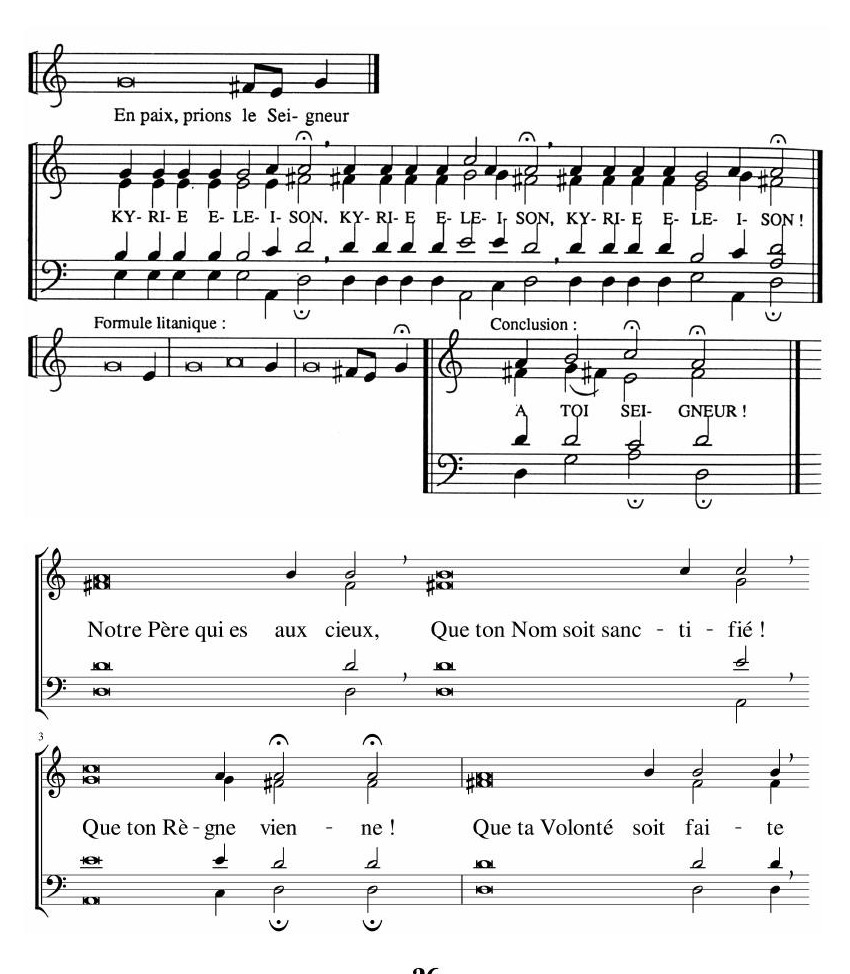 En paix, prions le Sei- gneur
KY- RI- E E- LE- I- SON, KY- RI- E E- LE- I- SON, KY- RI- E E- LE- I- SON !
Formule litanique :
Conclusion :
A TOI SEI- GNEUR !
Notre Père qui es aux cieux, Que ton Nom soit sanc - ti - fié !
3
Que ton Rè - gne vien - ne ! Que ta Volonté soit fai - te